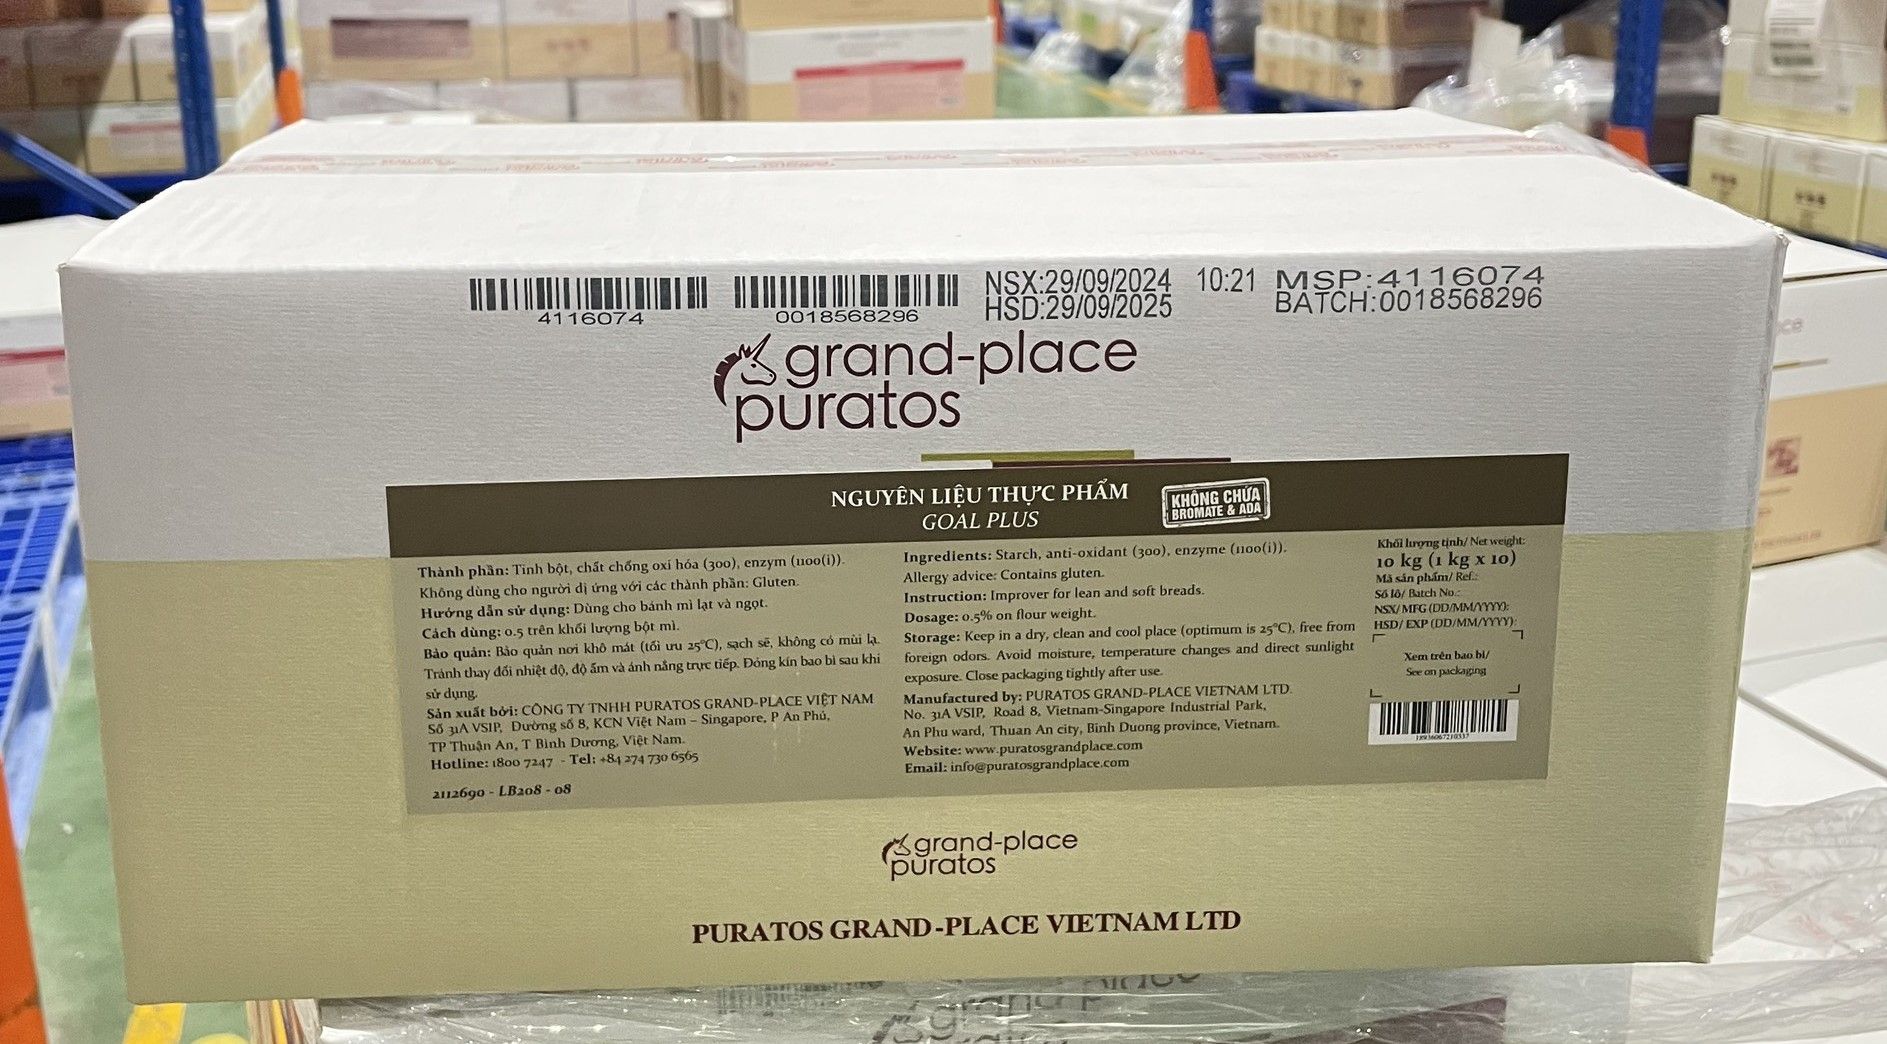 4116074
0018568296
NSX:29/09/2024 10:21 MSP:4116074
HSD:29/09/2025 BATCH:0018568296
grand-place
puratos
NGUYÊN LIỆU THỰC PHẨM
GOAL PLUS
KHÔNG CHỨA
BROMATE & ADA
Thành phần: Tinh bột, chất chống oxi hóa (300), enzym (1100(i)).
Không dùng cho người dị ứng với các thành phần: Gluten.
Hướng dẫn sử dụng: Dùng cho bánh mì lạt và ngọt.
Cách dùng: 0.5 trên khối lượng bột mì.
Bảo quản: Bảo quản nơi khô mát (tối ưu 25°C), sạch sẽ, không có mùi lạ.
Tránh thay đổi nhiệt độ, độ ẩm và ánh nắng trực tiếp. Đóng kín bao bì sau khi
sử dụng.
Sản xuất bởi: CÔNG TY TNHH PURATOS GRAND-PLACE VIỆT NAM
Số 31A VSIP, Đường số 8, KCN Việt Nam – Singapore, P An Phú,
TP Thuận An, T Bình Dương, Việt Nam.
Hotline: 1800 7247 - Tel: +84 274 730 6565
2112690 - LB208 - 08
Ingredients: Starch, anti-oxidant (300), enzyme (1100(i)).
Allergy advice: Contains gluten.
Instruction: Improver for lean and soft breads.
Dosage: 0.5% on flour weight.
Storage: Keep in a dry, clean and cool place (optimum is 25°C), free from
foreign odors. Avoid moisture, temperature changes and direct sunlight
exposure. Close packaging tightly after use.
Manufactured by: PURATOS GRAND-PLACE VIETNAM LTD.
No. 31A VSIP, Road 8, Vietnam-Singapore Industrial Park,
An Phu ward, Thuan An city, Binh Duong province, Vietnam.
Website: www.puratosgrandplace.com
Email: info@puratosgrandplace.com
Khối lượng tịnh/ Net weight:
10 kg (1 kg x 10)
Mã sản phẩm/ Ref.:
Số lô/ Batch No.:
NSX/ MFG (DD/MM/YYYY):
HSD/ EXP (DD/MM/YYYY):
Xem trên bao bì/
See on packaging
grand-place
puratos
PURATOS GRAND-PLACE VIETNAM LTD